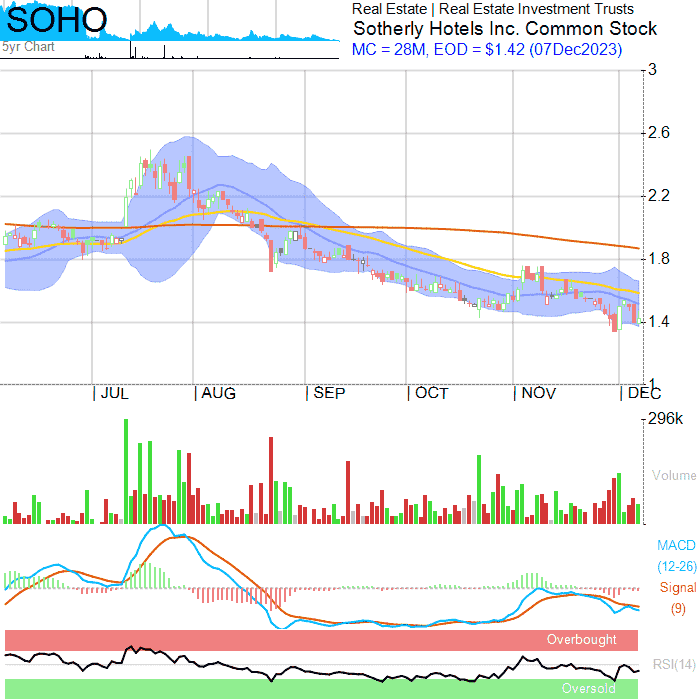 SOHO
5yr Chart
Real Estate | Real Estate Investment Trusts
Sotherly Hotels Inc. Common Stock
MC = 28M, EOD = $1.42 (07Dec2023)
3
2.6
2.2
1.8
1.4
1
JUL AUG SEP OCT NOV DEC
296k
Volume
MACD
(12-26)
Signal
(9)
Overbought
RSI(14)
Oversold